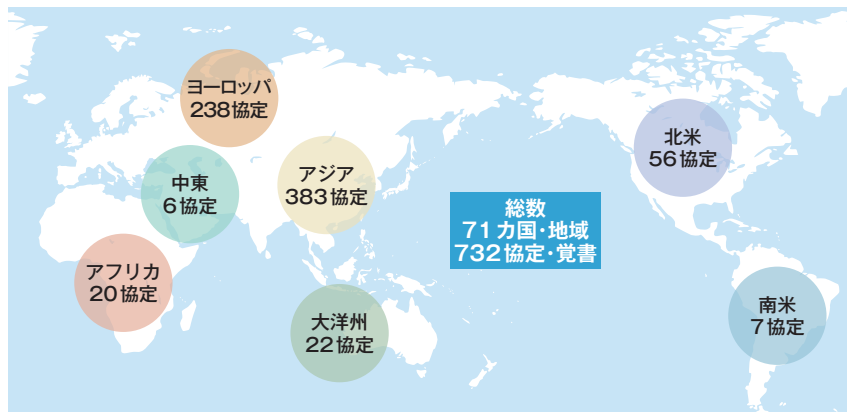 ヨーロッパ
238協定
中東
6協定
アジア
383協定
北米
56協定
総数
71カ国・地域
732協定・覚書
アフリカ
20協定
大洋州
22協定
南米
7協定